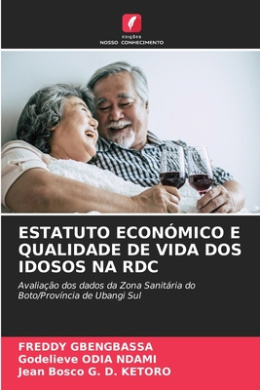 edições
NOSSO CONHECIMENTO
ESTATUTO ECONÓMICO E
QUALIDADE DE VIDA DOS
IDOSOS NA RDC
Avaliação dos dados da Zona Sanitária do
Boto/Província de Ubangi Sul
FREDDY GBENGBASSA
Godelieve ODIA NDAMI
Jean Bosco G. D. KETORO